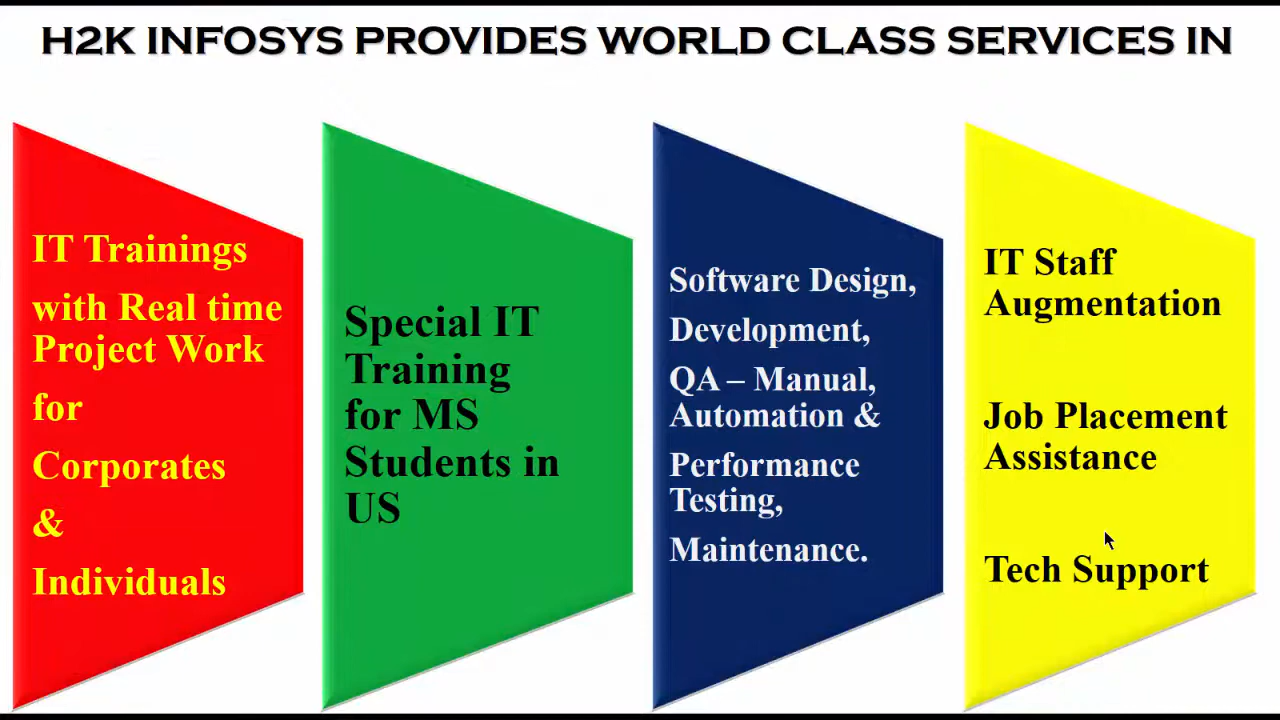 H2K INFOSYS PROVIDES WORLD CLASS SERVICES IN
IT Trainings
with Real time
Project Work
for
Corporates
&
Individuals
Special IT
Training
for MS
Students in
US
Software Design,
Development,
QA – Manual,
Automation &
Performance
Testing,
Maintenance.
IT Staff
Augmentation
Job Placement
Assistance
Tech Support